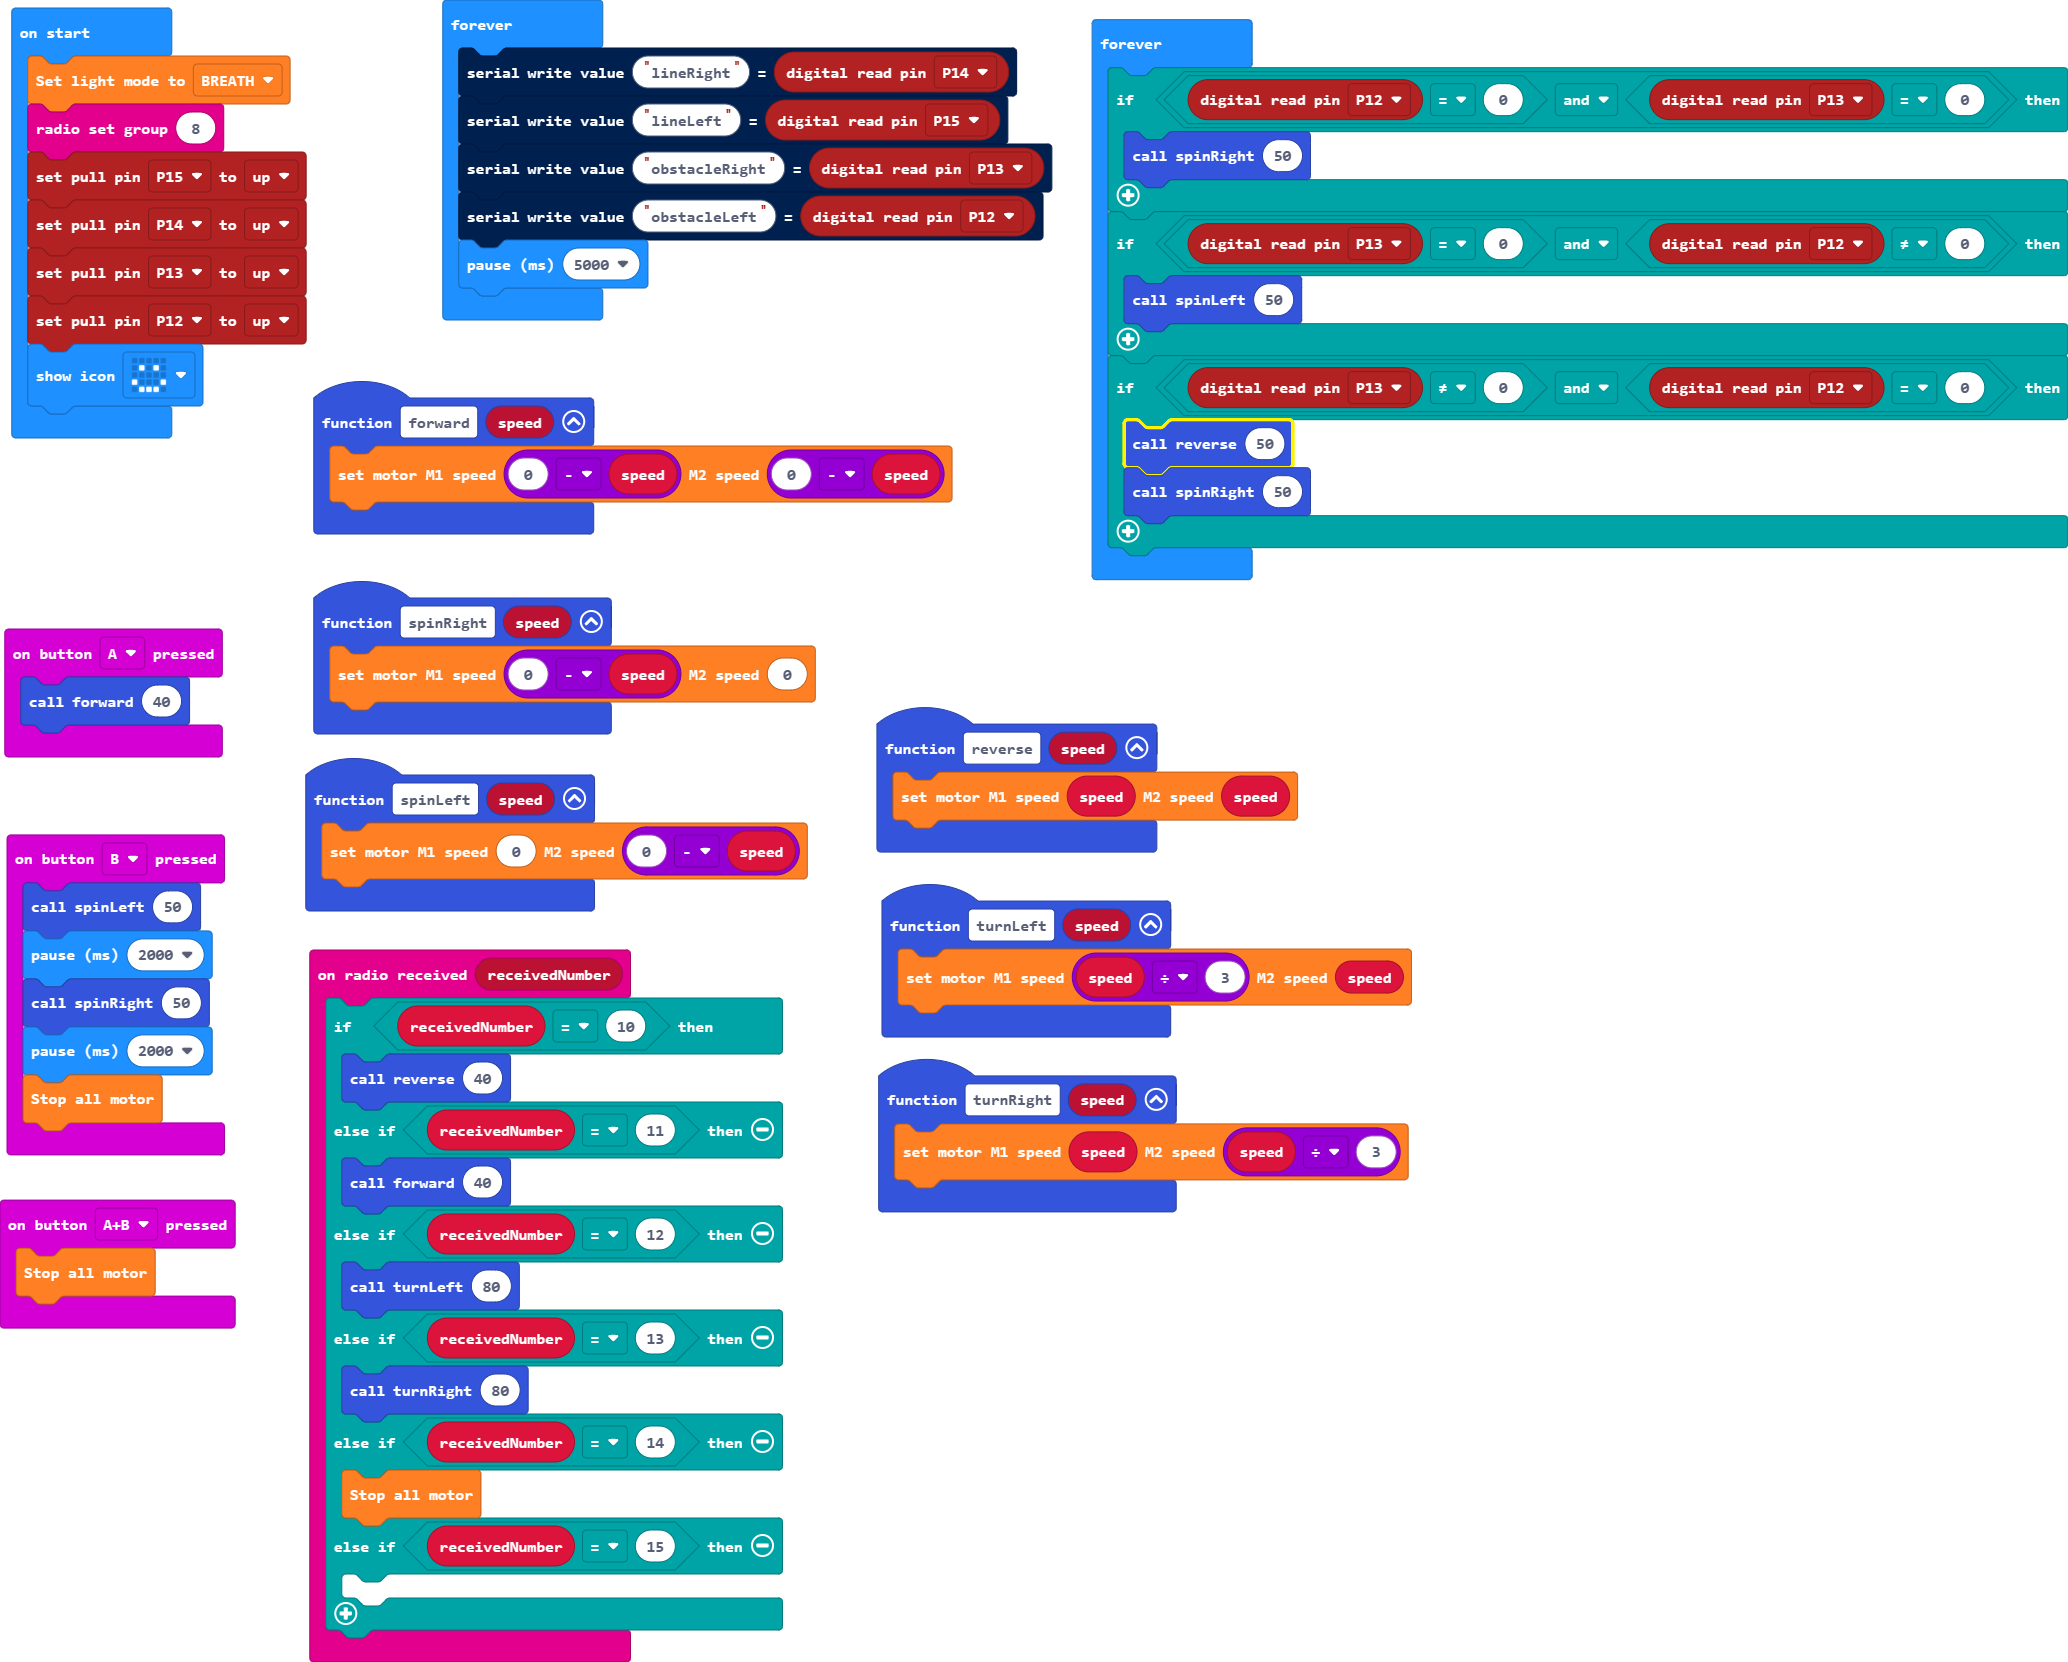 on start
Set light mode to BREATH
radio set group 8
set pull pin P15 to up
set pull pin P14 to up
set pull pin P13 to up
set pull pin P12 to up
show icon
forever
serial write value "lineRight" = digital read pin P14
serial write value "lineLeft" = digital read pin P15
serial write value "obstacleRight" = digital read pin P13
serial write value "obstacleLeft" = digital read pin P12
pause (ms) 5000
forever
if digital read pin P12 = 0 and digital read pin P13 = 0 then
call spinRight 50
if digital read pin P13 = 0 and digital read pin P12 ≠ 0 then
call spinLeft 50
if digital read pin P13 ≠ 0 and digital read pin P12 = 0 then
call reverse 50
call spinRight 50
function forward speed
set motor M1 speed 0 - speed M2 speed 0 - speed
function spinRight speed
set motor M1 speed 0 - speed M2 speed 0
function spinLeft speed
set motor M1 speed 0 M2 speed 0 - speed
on button A pressed
call forward 40
on button B pressed
call spinLeft 50
pause (ms) 2000
call spinRight 50
pause (ms) 2000
Stop all motor
on button A+B pressed
Stop all motor
on radio received receivedNumber
if receivedNumber = 10 then
call reverse 40
else if receivedNumber = 11 then
call forward 40
else if receivedNumber = 12 then
call turnLeft 80
else if receivedNumber = 13 then
call turnRight 80
else if receivedNumber = 14 then
Stop all motor
else if receivedNumber = 15 then
function reverse speed
set motor M1 speed speed M2 speed speed
function turnLeft speed
set motor M1 speed speed ÷ 3 M2 speed speed
function turnRight speed
set motor M1 speed speed M2 speed speed ÷ 3